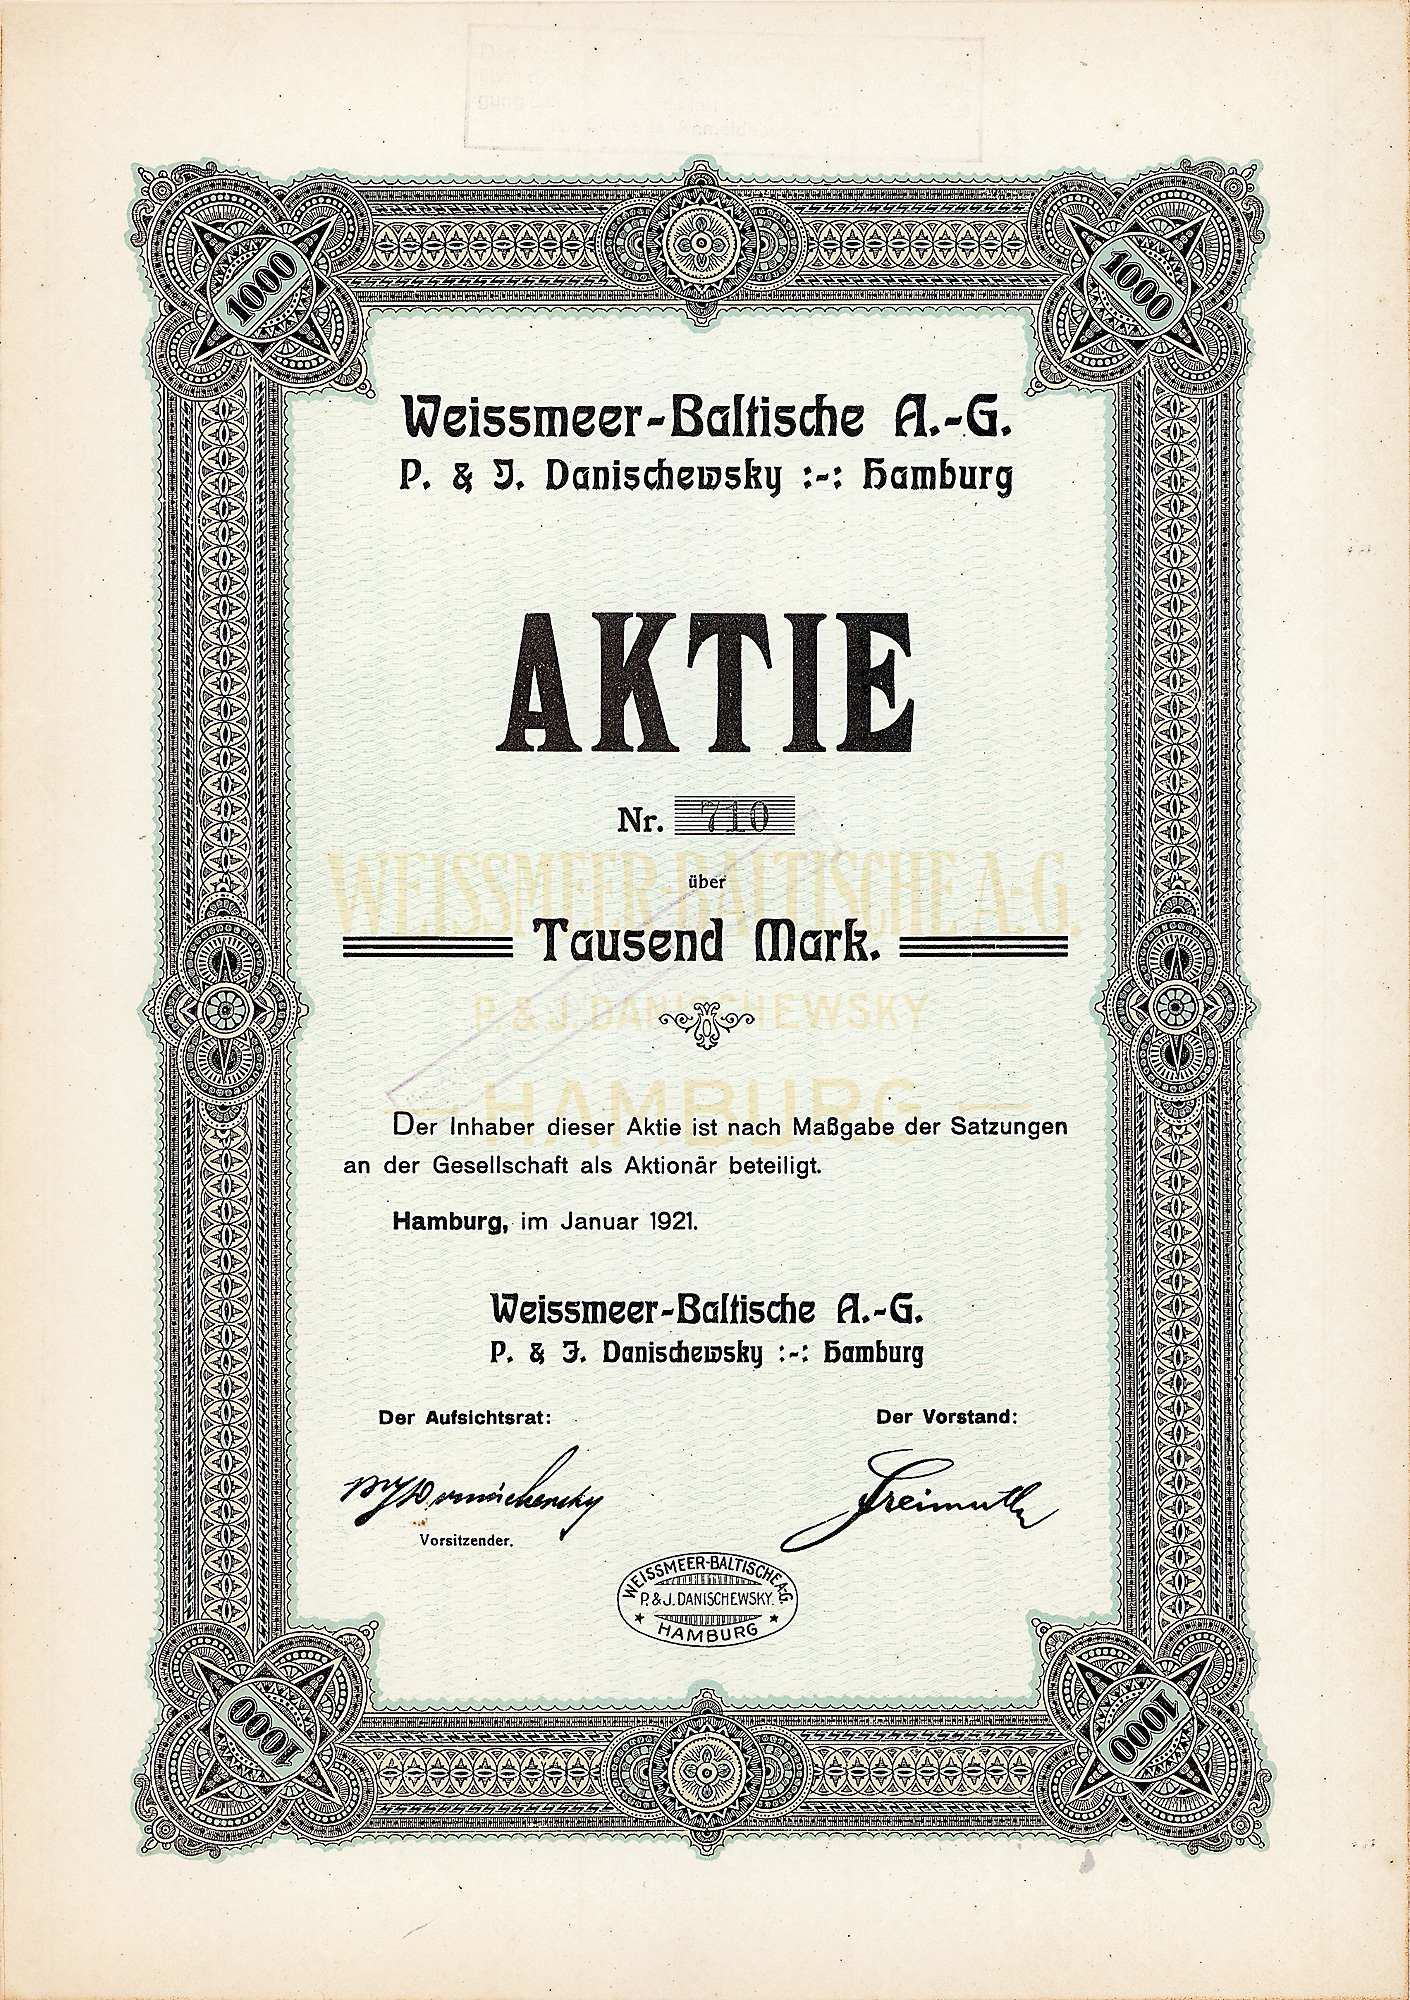 1000
1000
Weissmeer-Baltische A.-G.
P. & J. Danischewsky :-: Hamburg
AKTIE
Nr. 710
WEISSMEER-BALTISCHE A-G.
über
Tausend Mark.
P. & J. DANISCHEWSKY
HAMBURG
Der Inhaber dieser Aktie ist nach Maßgabe der Satzungen
an der Gesellschaft als Aktionär beteiligt.
Hamburg, im Januar 1921.
Weissmeer-Baltische A.-G.
P. & J. Danischewsky :-: Hamburg
Der Aufsichtsrat: Der Vorstand:
Danischewsky Freimuth
Vorsitzender.
WEISSMEER-BALTISCHE A-G.
P. & J. DANISCHEWSKY.
HAMBURG
1000
1000